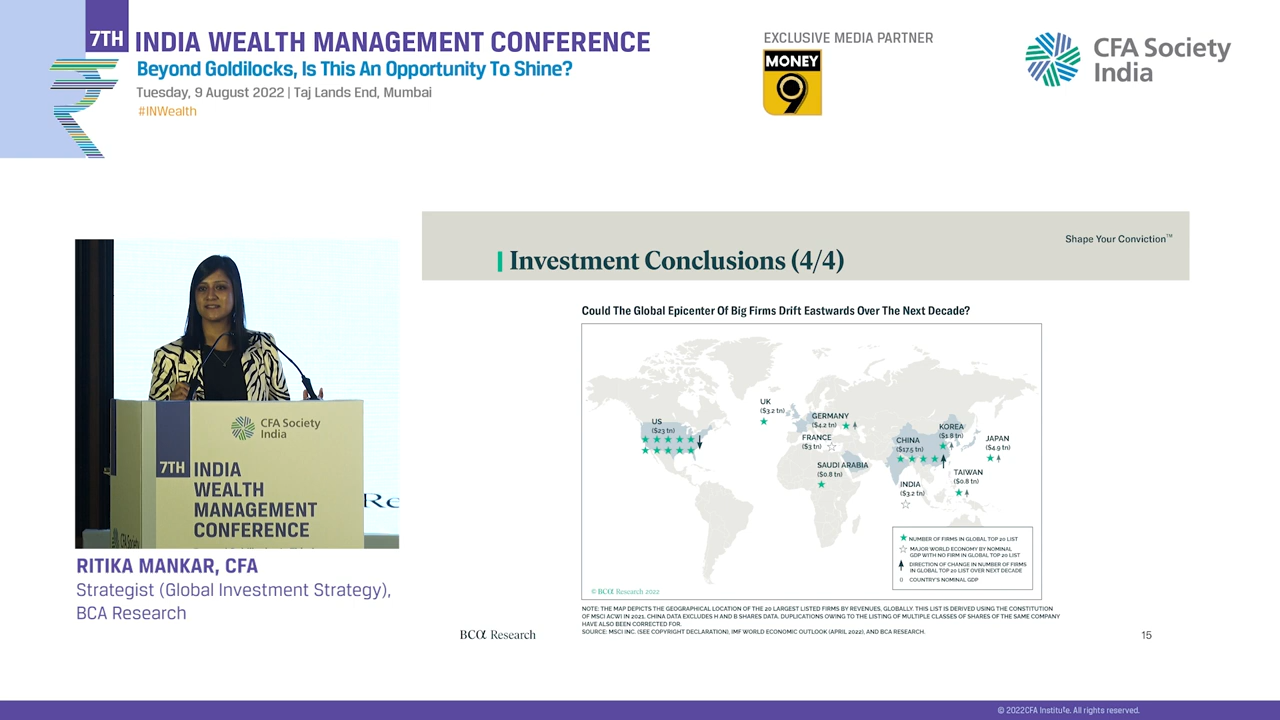 7TH INDIA WEALTH MANAGEMENT CONFERENCE
Beyond Goldilocks, Is This An Opportunity To Shine?
Tuesday, 9 August 2022 | Taj Lands End, Mumbai
#INWealth
EXCLUSIVE MEDIA PARTNER
MONEY
9
CFA Society
India
Shape Your Conviction™
Investment Conclusions (4/4)
Could The Global Epicenter Of Big Firms Drift Eastwards Over The Next Decade?
US
($23 tn)
UK
($3.2 tn)
GERMANY
($4.2 tn)
FRANCE
($3 tn)
SAUDI ARABIA
($0.8 tn)
CHINA
($17.5 tn)
INDIA
($3.2 tn)
KOREA
($1.8 tn)
JAPAN
($4.9 tn)
TAIWAN
($0.8 tn)
NUMBER OF FIRMS IN GLOBAL TOP 20 LIST
MAJOR WORLD ECONOMY BY NOMINAL
GDP WITH NO FIRM IN GLOBAL TOP 20 LIST
DIRECTION OF CHANGE IN NUMBER OF FIRMS
IN GLOBAL TOP 20 LIST OVER NEXT DECADE
() COUNTRY'S NOMINAL GDP
© BCα Research 2022
NOTE: THE MAP DEPICTS THE GEOGRAPHICAL LOCATION OF THE 20 LARGEST LISTED FIRMS BY REVENUES, GLOBALLY. THIS LIST IS DERIVED USING THE CONSTITUTION
OF MSCI ACWI IN 2021. CHINA DATA EXCLUDES H AND B SHARES DATA. DUPLICATIONS OWING TO THE LISTING OF MULTIPLE CLASSES OF SHARES OF THE SAME COMPANY
HAVE ALSO BEEN CORRECTED FOR.
SOURCE: MSCI INC. (SEE COPYRIGHT DECLARATION), IMF WORLD ECONOMIC OUTLOOK (APRIL 2022), AND BCA RESEARCH.
BCα Research
15
CFA Society
India
7TH INDIA
WEALTH
MANAGEMENT
CONFERENCE
Re
RITIKA MANKAR, CFA
Strategist (Global Investment Strategy),
BCA Research
© 2022CFA Institute. All rights reserved.